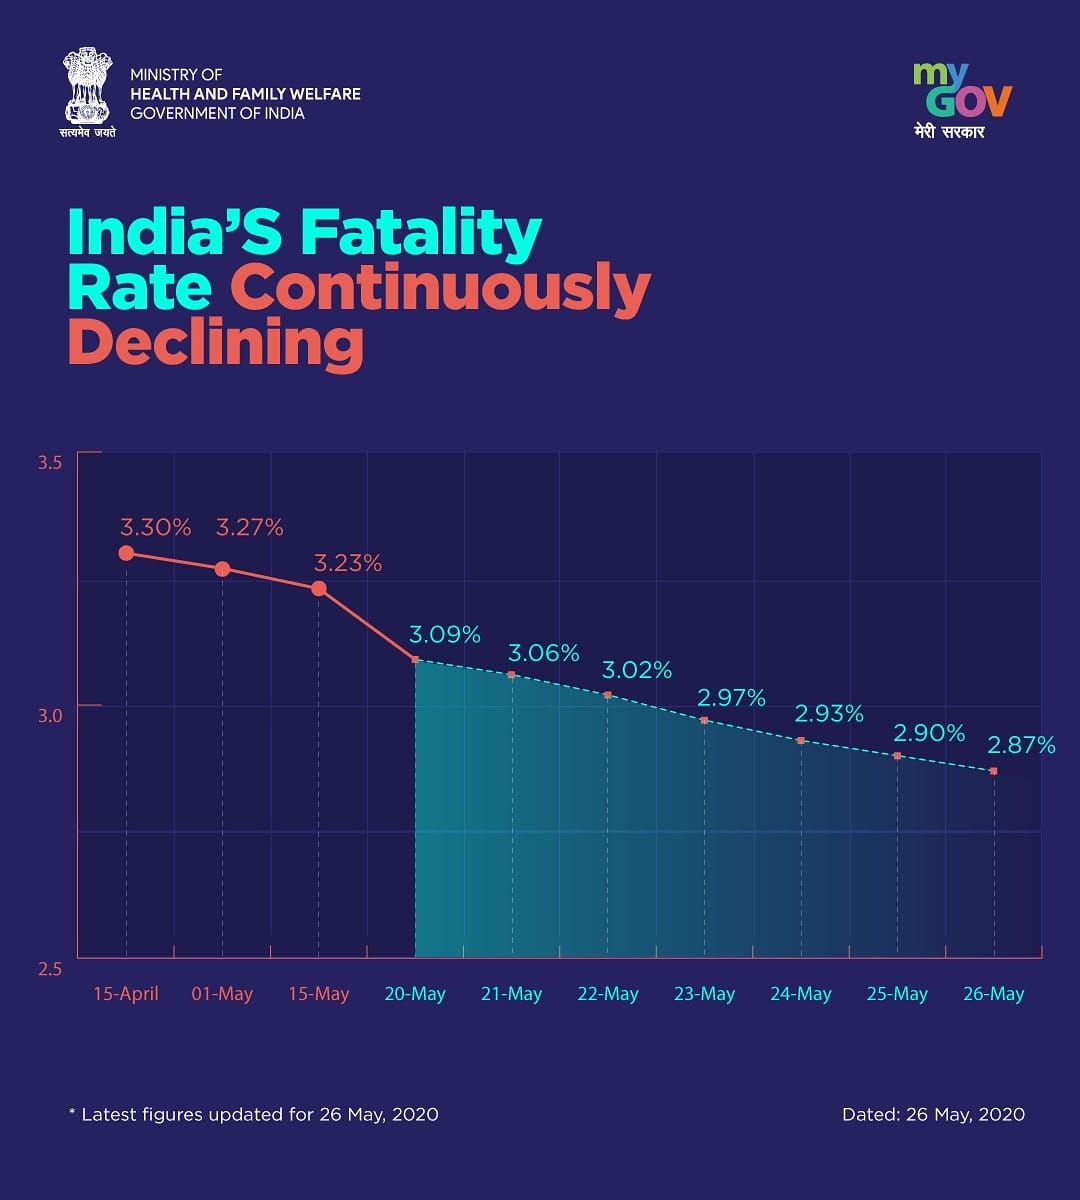 MINISTRY OF
HEALTH AND FAMILY WELFARE
GOVERNMENT OF INDIA
सत्यमेव जयते
my
GOV
मेरी सरकार
India’S Fatality
Rate Continuously
Declining
3.5
3.30% 3.27%
3.23%
3.09%
3.06%
3.02%
2.97%
2.93%
2.90%
2.87%
3.0
2.5
15-April 01-May 15-May 20-May 21-May 22-May 23-May 24-May 25-May 26-May
* Latest figures updated for 26 May, 2020
Dated: 26 May, 2020